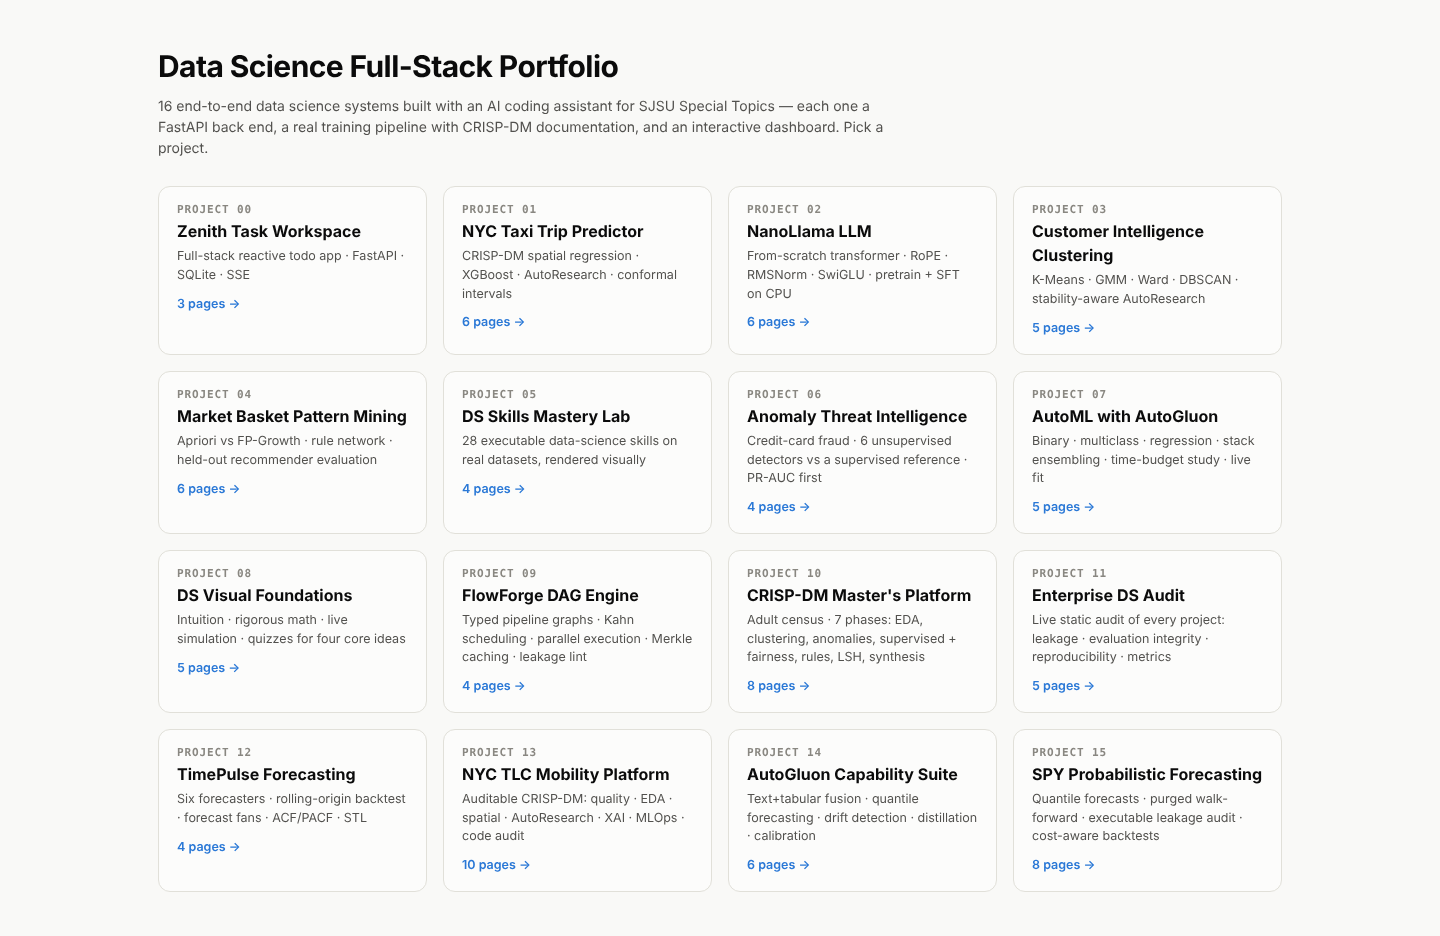 Data Science Full-Stack Portfolio
16 end-to-end data science systems built with an AI coding assistant for SJSU Special Topics — each one a
FastAPI back end, a real training pipeline with CRISP-DM documentation, and an interactive dashboard. Pick a
project.
PROJECT 00
Zenith Task Workspace
Full-stack reactive todo app · FastAPI ·
SQLite · SSE
3 pages →
PROJECT 01
NYC Taxi Trip Predictor
CRISP-DM spatial regression ·
XGBoost · AutoResearch · conformal
intervals
6 pages →
PROJECT 02
NanoLlama LLM
From-scratch transformer · RoPE ·
RMSNorm · SwiGLU · pretrain + SFT
on CPU
6 pages →
PROJECT 03
Customer Intelligence
Clustering
K-Means · GMM · Ward · DBSCAN ·
stability-aware AutoResearch
5 pages →
PROJECT 04
Market Basket Pattern Mining
Apriori vs FP-Growth · rule network ·
held-out recommender evaluation
6 pages →
PROJECT 05
DS Skills Mastery Lab
28 executable data-science skills on
real datasets, rendered visually
4 pages →
PROJECT 06
Anomaly Threat Intelligence
Credit-card fraud · 6 unsupervised
detectors vs a supervised reference ·
PR-AUC first
4 pages →
PROJECT 07
AutoML with AutoGluon
Binary · multiclass · regression · stack
ensembling · time-budget study · live
fit
5 pages →
PROJECT 08
DS Visual Foundations
Intuition · rigorous math · live
simulation · quizzes for four core ideas
5 pages →
PROJECT 09
FlowForge DAG Engine
Typed pipeline graphs · Kahn
scheduling · parallel execution · Merkle
caching · leakage lint
4 pages →
PROJECT 10
CRISP-DM Master's Platform
Adult census · 7 phases: EDA,
clustering, anomalies, supervised +
fairness, rules, LSH, synthesis
8 pages →
PROJECT 11
Enterprise DS Audit
Live static audit of every project:
leakage · evaluation integrity ·
reproducibility · metrics
5 pages →
PROJECT 12
TimePulse Forecasting
Six forecasters · rolling-origin backtest
· forecast fans · ACF/PACF · STL
4 pages →
PROJECT 13
NYC TLC Mobility Platform
Auditable CRISP-DM: quality · EDA ·
spatial · AutoResearch · XAI · MLOps ·
code audit
10 pages →
PROJECT 14
AutoGluon Capability Suite
Text+tabular fusion · quantile
forecasting · drift detection · distillation
· calibration
6 pages →
PROJECT 15
SPY Probabilistic Forecasting
Quantile forecasts · purged walk-
forward · executable leakage audit ·
cost-aware backtests
8 pages →